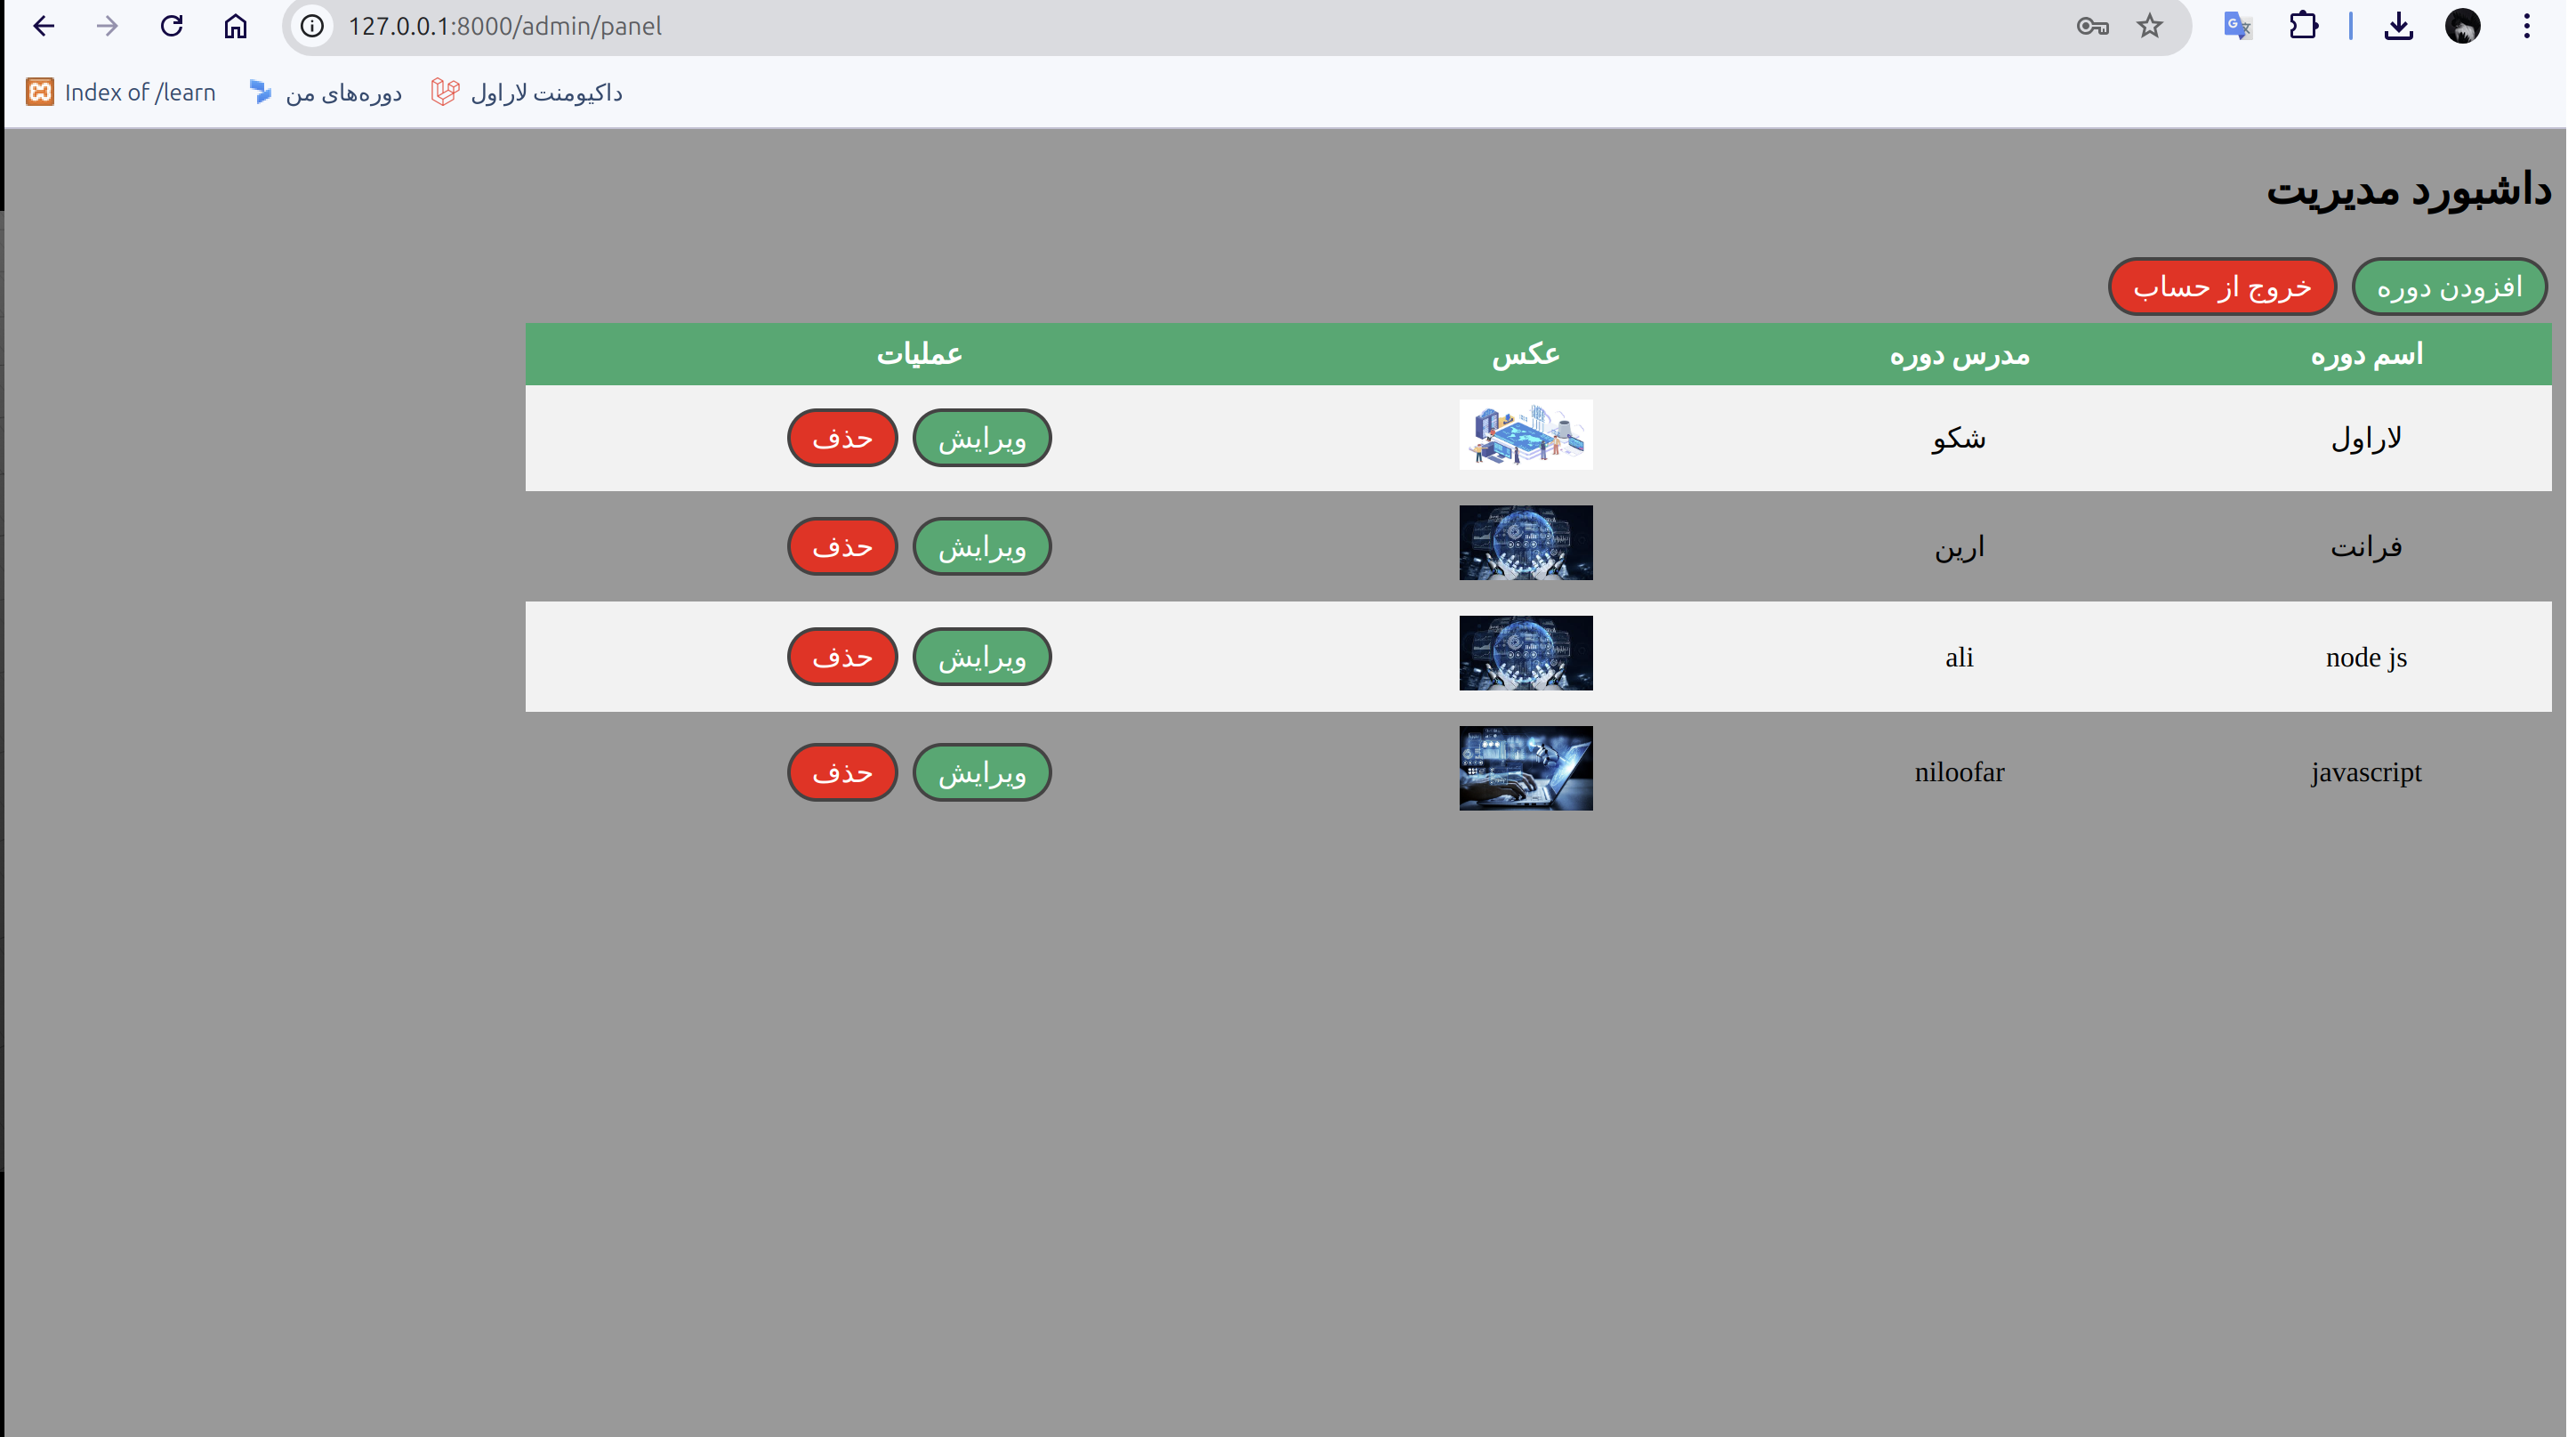 127.0.0.1:8000/admin/panel
Index of /learn دوره‌های من داکیومنت لاراول
داشبورد مدیریت
افزودن دوره خروج از حساب
اسم دوره مدرس دوره عکس عملیات
لاراول شکو ویرایش حذف
فرانت ارین ویرایش حذف
node js ali ویرایش حذف
javascript niloofar ویرایش حذف